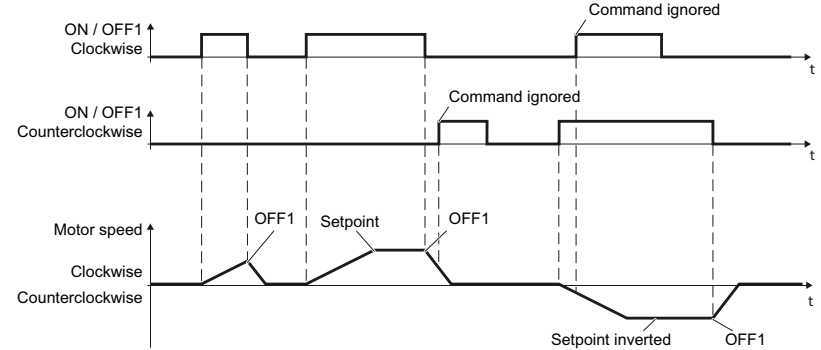 Command ignored
ON / OFF1
Clockwise
t
Command ignored
ON / OFF1
Counterclockwise
t
OFF1
Setpoint
OFF1
Motor speed
Clockwise
Counterclockwise
t
Setpoint inverted
OFF1